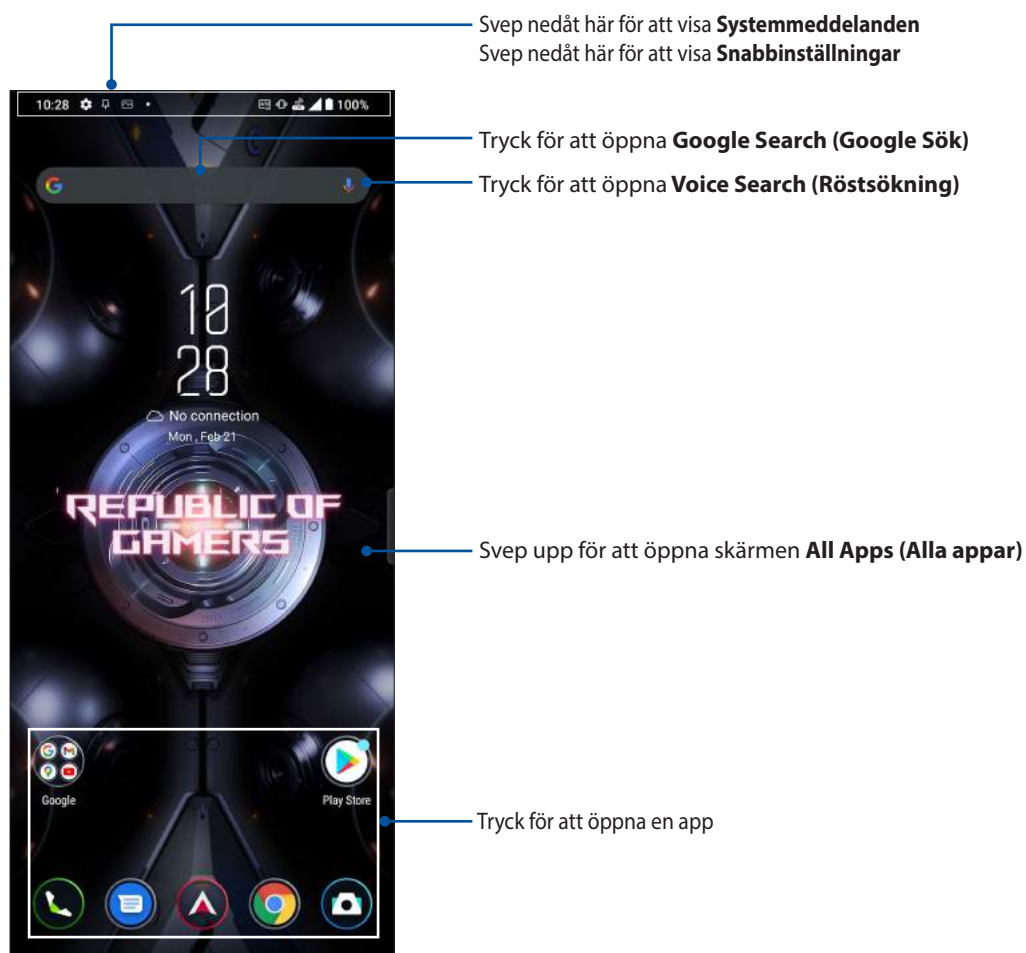 Svep nedåt här för att visa Systemmeddelanden
Svep nedåt här för att visa Snabbinställningar
10:28 100%
Tryck för att öppna Google Search (Google Sök)
Tryck för att öppna Voice Search (Röstsökning)
10
28
No connection
Mon , Feb 21
REPUBLIC OF
GAMERS
Svep upp för att öppna skärmen All Apps (Alla appar)
Google
Play Store
Tryck för att öppna en app